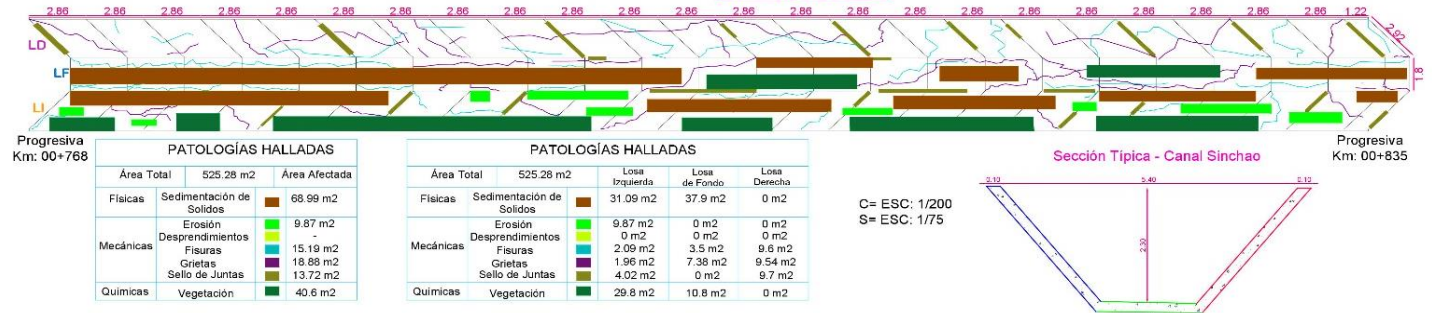 2.86 2.86 2.86 2.86 2.86 2.86 2.86 2.86 2.86 2.86 2.86 2.86 2.86 2.86 2.86 2.86 2.86 2.86 1.22
2.92
LD
LF
1.8
LI
Progresiva
Km: 00+768
Progresiva
Km: 00+835
PATOLOGÍAS HALLADAS
Área Total 525.28 m2 Área Afectada
Físicas Sedimentación de Solidos 68.99 m2
Mecánicas
Erosión 9.87 m2
Desprendimientos -
Fisuras 15.19 m2
Grietas 18.88 m2
Sello de Juntas 13.72 m2
Químicas Vegetación 40.6 m2
PATOLOGÍAS HALLADAS
Área Total 525.28 m2 Losa Izquierda Losa de Fondo Losa Derecha
Físicas Sedimentación de Solidos 31.09 m2 37.9 m2 0 m2
Mecánicas
Erosión 9.87 m2 0 m2 0 m2
Desprendimientos 0 m2 0 m2 0 m2
Fisuras 2.09 m2 3.5 m2 9.6 m2
Grietas 1.96 m2 7.38 m2 9.54 m2
Sello de Juntas 4.02 m2 0 m2 9.7 m2
Químicas Vegetación 29.8 m2 10.8 m2 0 m2
C= ESC: 1/200
S= ESC: 1/75
Sección Típica - Canal Sinchao
0.10 5.40 0.10
2.30